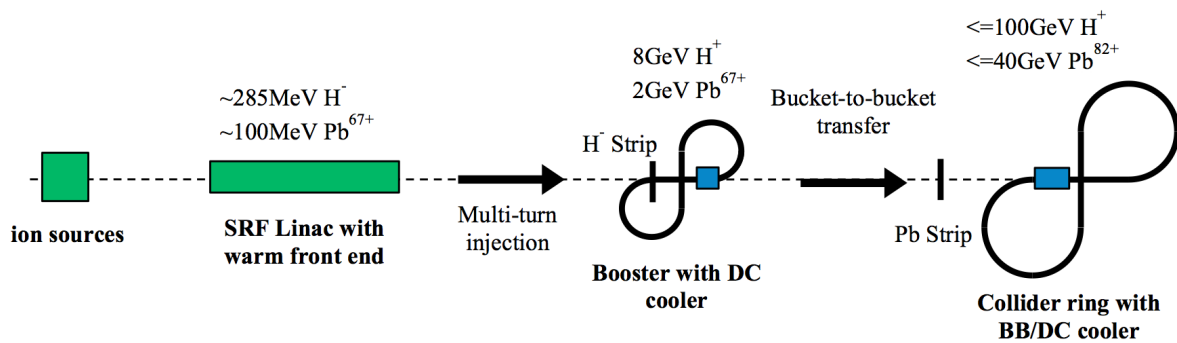 ion sources
~285MeV H⁻
~100MeV Pb⁶⁷⁺
SRF Linac with
warm front end
Multi-turn
injection
8GeV H⁺
2GeV Pb⁶⁷⁺
H⁻ Strip
Booster with DC
cooler
Bucket-to-bucket
transfer
Pb Strip
<=100GeV H⁺
<=40GeV Pb⁸²⁺
Collider ring with
BB/DC cooler